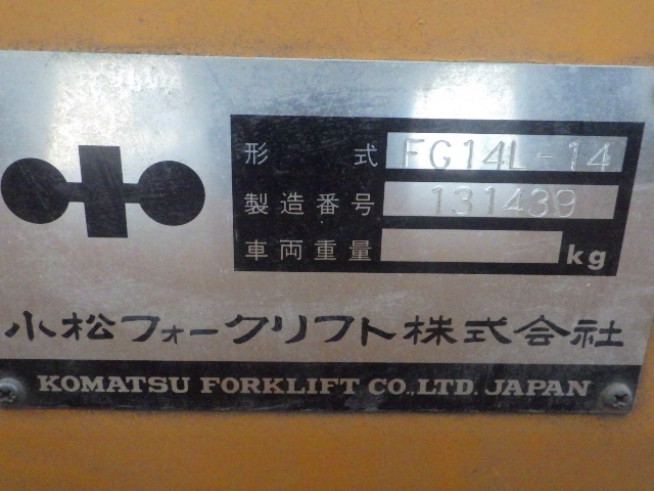 形式 FG14L-14
製造番号 131439
車両重量 kg
小松フォークリフト株式会社
KOMATSU FORKLIFT CO.,LTD. JAPAN